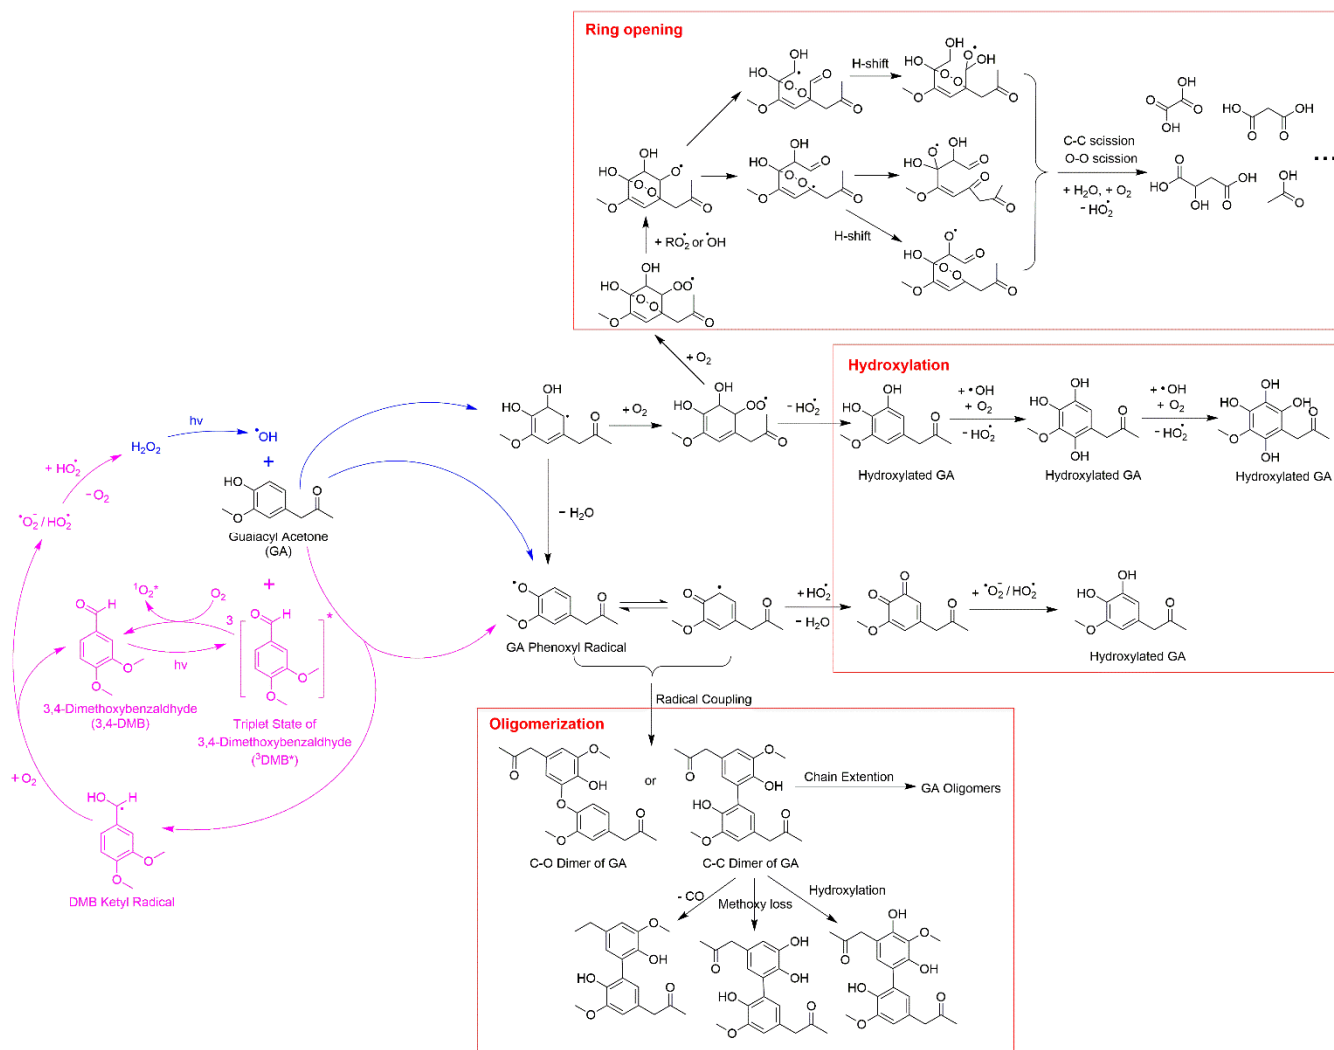 Ring opening
H-shift
H-shift
C-C scission
O-O scission
+ H₂O, + O₂
- HO₂•
...
+ RO₂• or •OH
+ O₂
Hydroxylation
hv
H₂O₂
•OH
+
+ HO₂•
- O₂
•O₂⁻ / HO₂•
Guaiacyl Acetone
(GA)
+ O₂
- HO₂•
Hydroxylated GA
+ •OH
+ O₂
- HO₂•
Hydroxylated GA
+ •OH
+ O₂
- HO₂•
Hydroxylated GA
- H₂O
+
¹O₂*
O₂
hv
3
*
3,4-Dimethoxybenzaldhyde
(3,4-DMB)
Triplet State of
3,4-Dimethoxybenzaldhyde
(³DMB*)
GA Phenoxyl Radical
+ HO₂•
- H₂O
+ •O₂⁻ / HO₂•
Hydroxylated GA
Radical Coupling
+ O₂
DMB Ketyl Radical
Oligomerization
or
C-O Dimer of GA
C-C Dimer of GA
Chain Extention
GA Oligomers
- CO
Methoxy loss
Hydroxylation